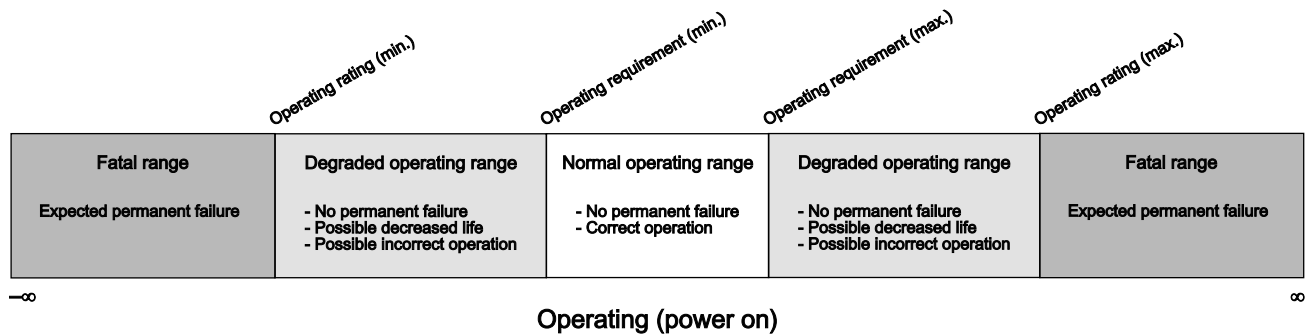 Operating rating (min.)
Operating requirement (min.)
Operating requirement (max.)
Operating rating (max.)
Fatal range
Expected permanent failure
Degraded operating range
- No permanent failure
- Possible decreased life
- Possible incorrect operation
Normal operating range
- No permanent failure
- Correct operation
Degraded operating range
- No permanent failure
- Possible decreased life
- Possible incorrect operation
Fatal range
Expected permanent failure
–∞
∞
Operating (power on)